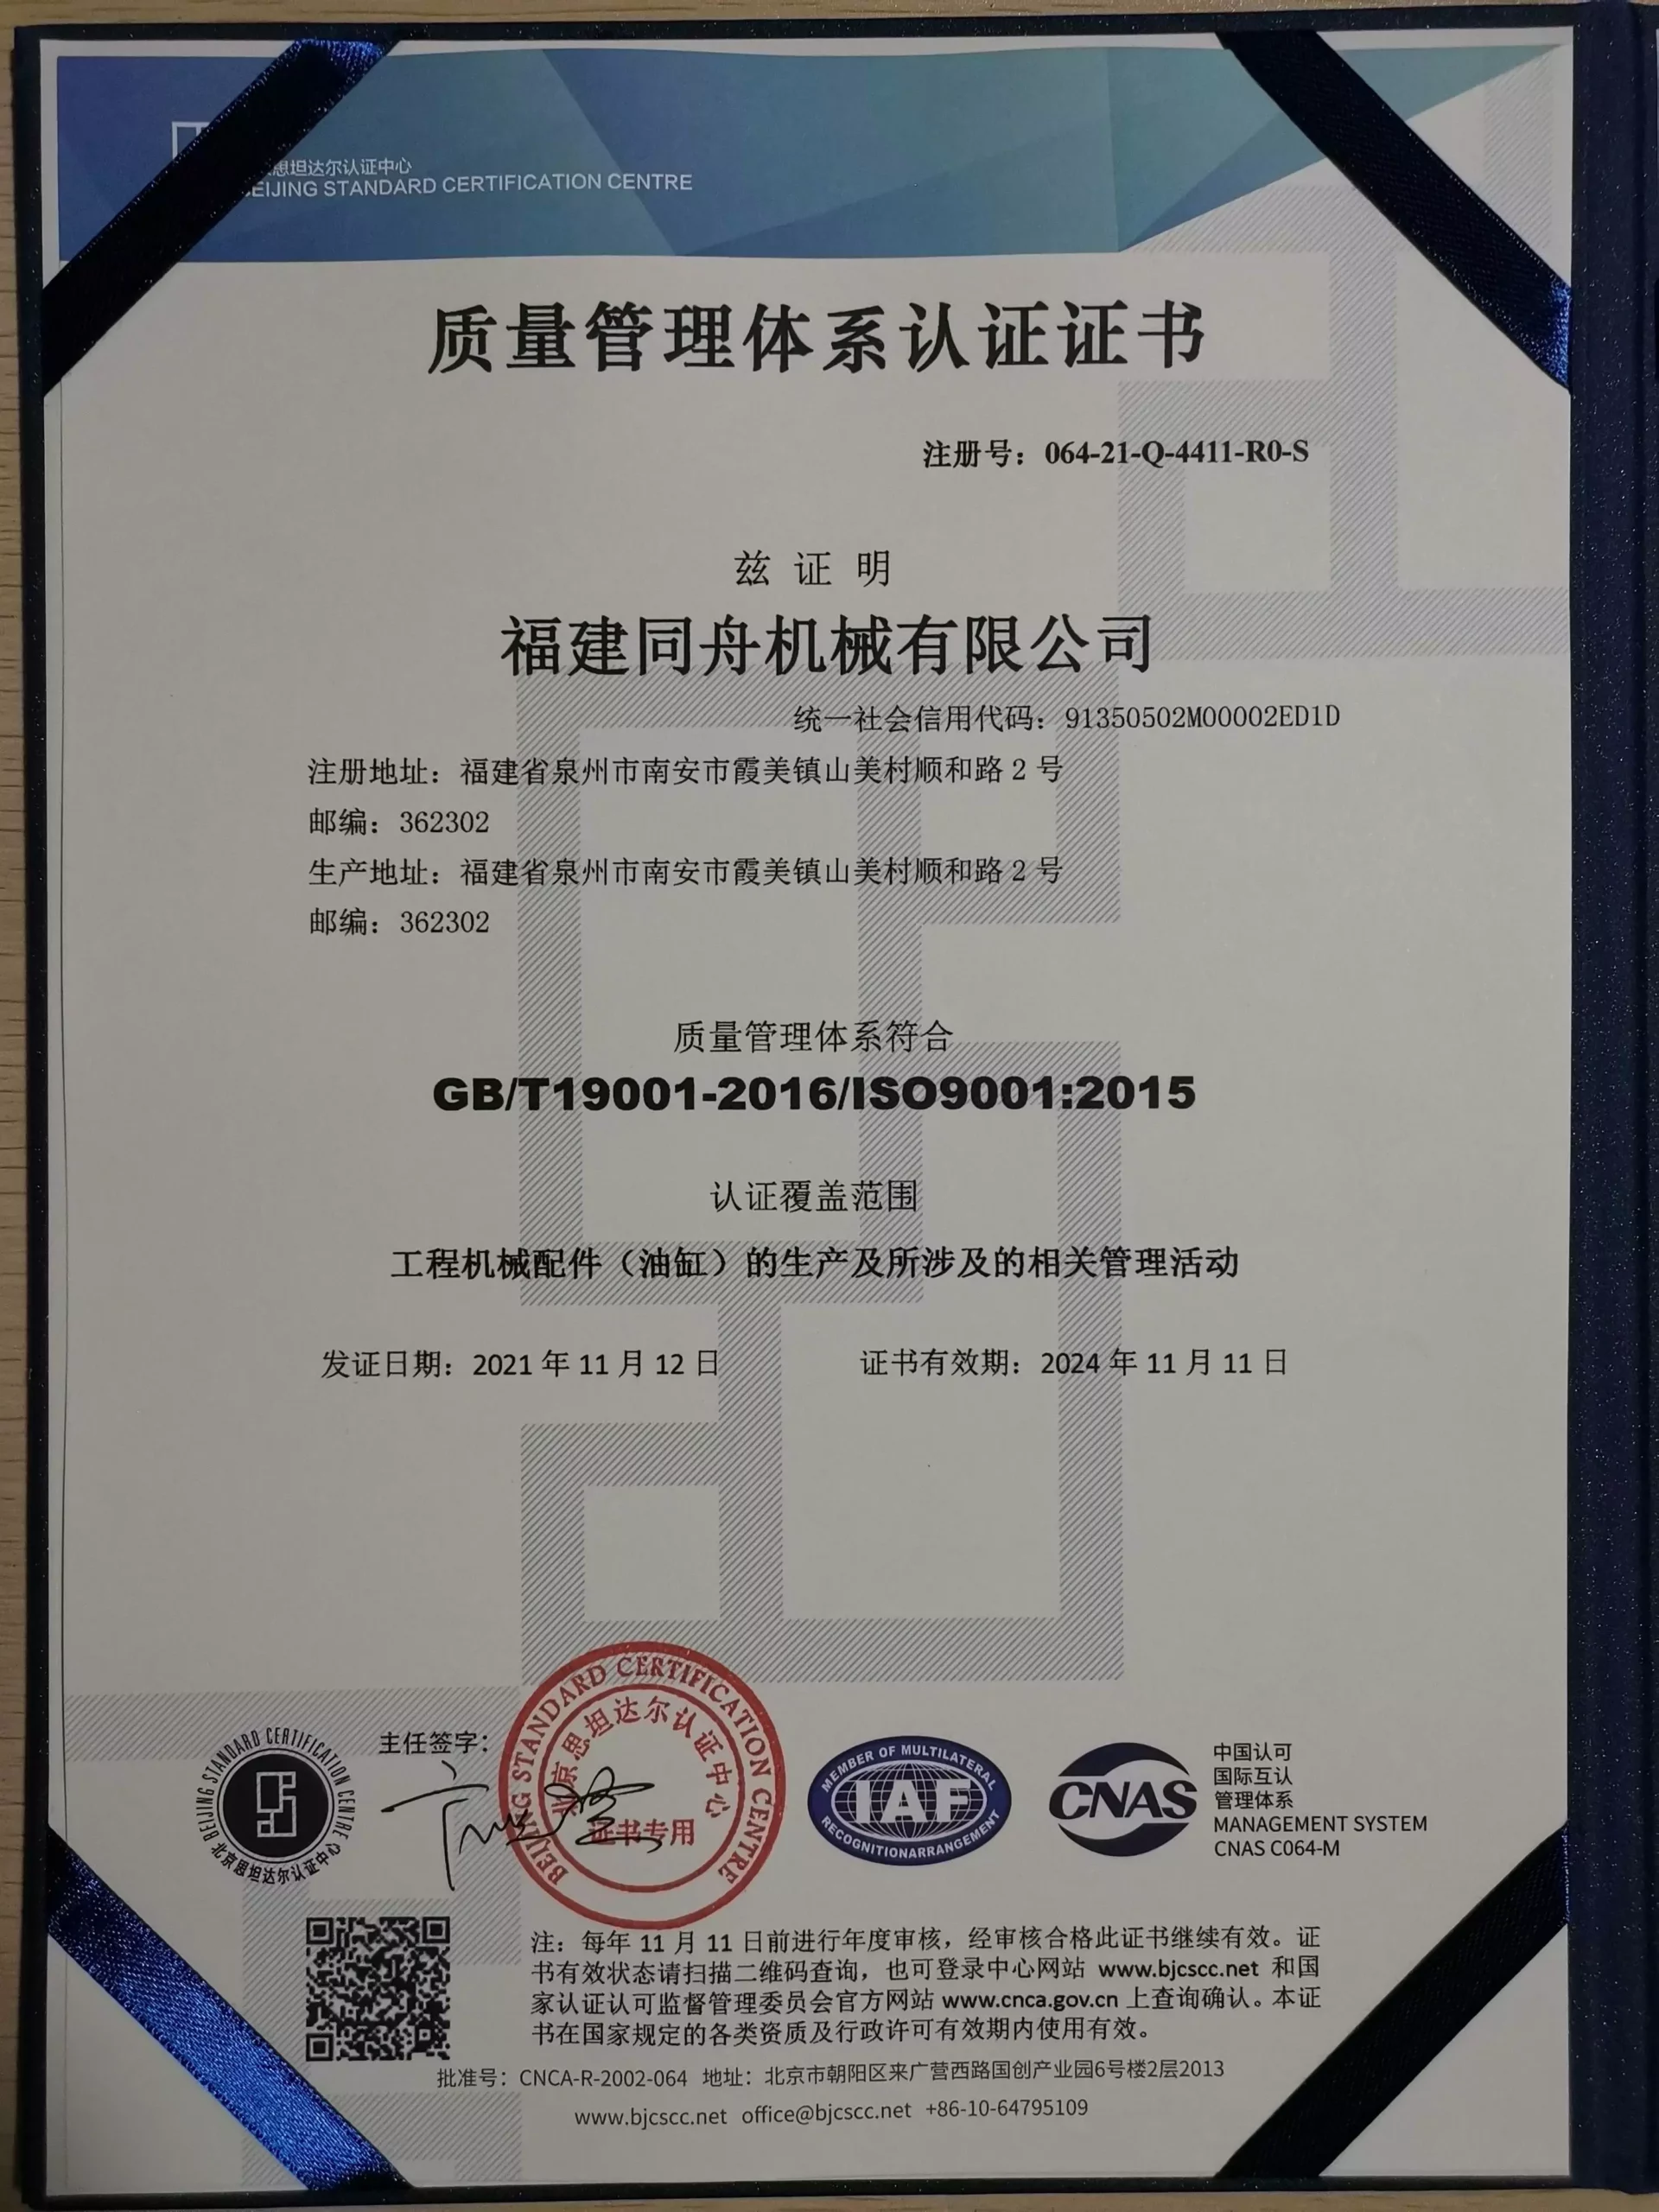 思坦达尔认证中心
EIJING STANDARD CERTIFICATION CENTRE
质量管理体系认证证书
注册号：064-21-Q-4411-R0-S
兹 证 明
福建同舟机械有限公司
统一社会信用代码：91350502M00002ED1D
注册地址：福建省泉州市南安市霞美镇山美村顺和路 2 号
邮编：362302
生产地址：福建省泉州市南安市霞美镇山美村顺和路 2 号
邮编：362302
质量管理体系符合
GB/T19001-2016/ISO9001:2015
认证覆盖范围
工程机械配件（油缸）的生产及所涉及的相关管理活动
发证日期：2021 年 11 月 12 日
证书有效期：2024 年 11 月 11 日
BEIJING STANDARD CERTIFICATION CENTRE
北京思坦达尔认证中心
主任签字：
BEIJING STANDARD CERTIFICATION CENTRE
北京思坦达尔认证中心
证书专用
MEMBER OF MULTILATERAL
IAF
RECOGNITIONARRANGEMENT
CNAS
中国认可
国际互认
管理体系
MANAGEMENT SYSTEM
CNAS C064-M
注：每年 11 月 11 日前进行年度审核，经审核合格此证书继续有效。证
书有效状态请扫描二维码查询，也可登录中心网站 www.bjcscc.net 和国
家认证认可监督管理委员会官方网站 www.cnca.gov.cn 上查询确认。本证
书在国家规定的各类资质及行政许可有效期内使用有效。
批准号：CNCA-R-2002-064 地址：北京市朝阳区来广营西路国创产业园6号楼2层2013
www.bjcscc.net office@bjcscc.net +86-10-64795109